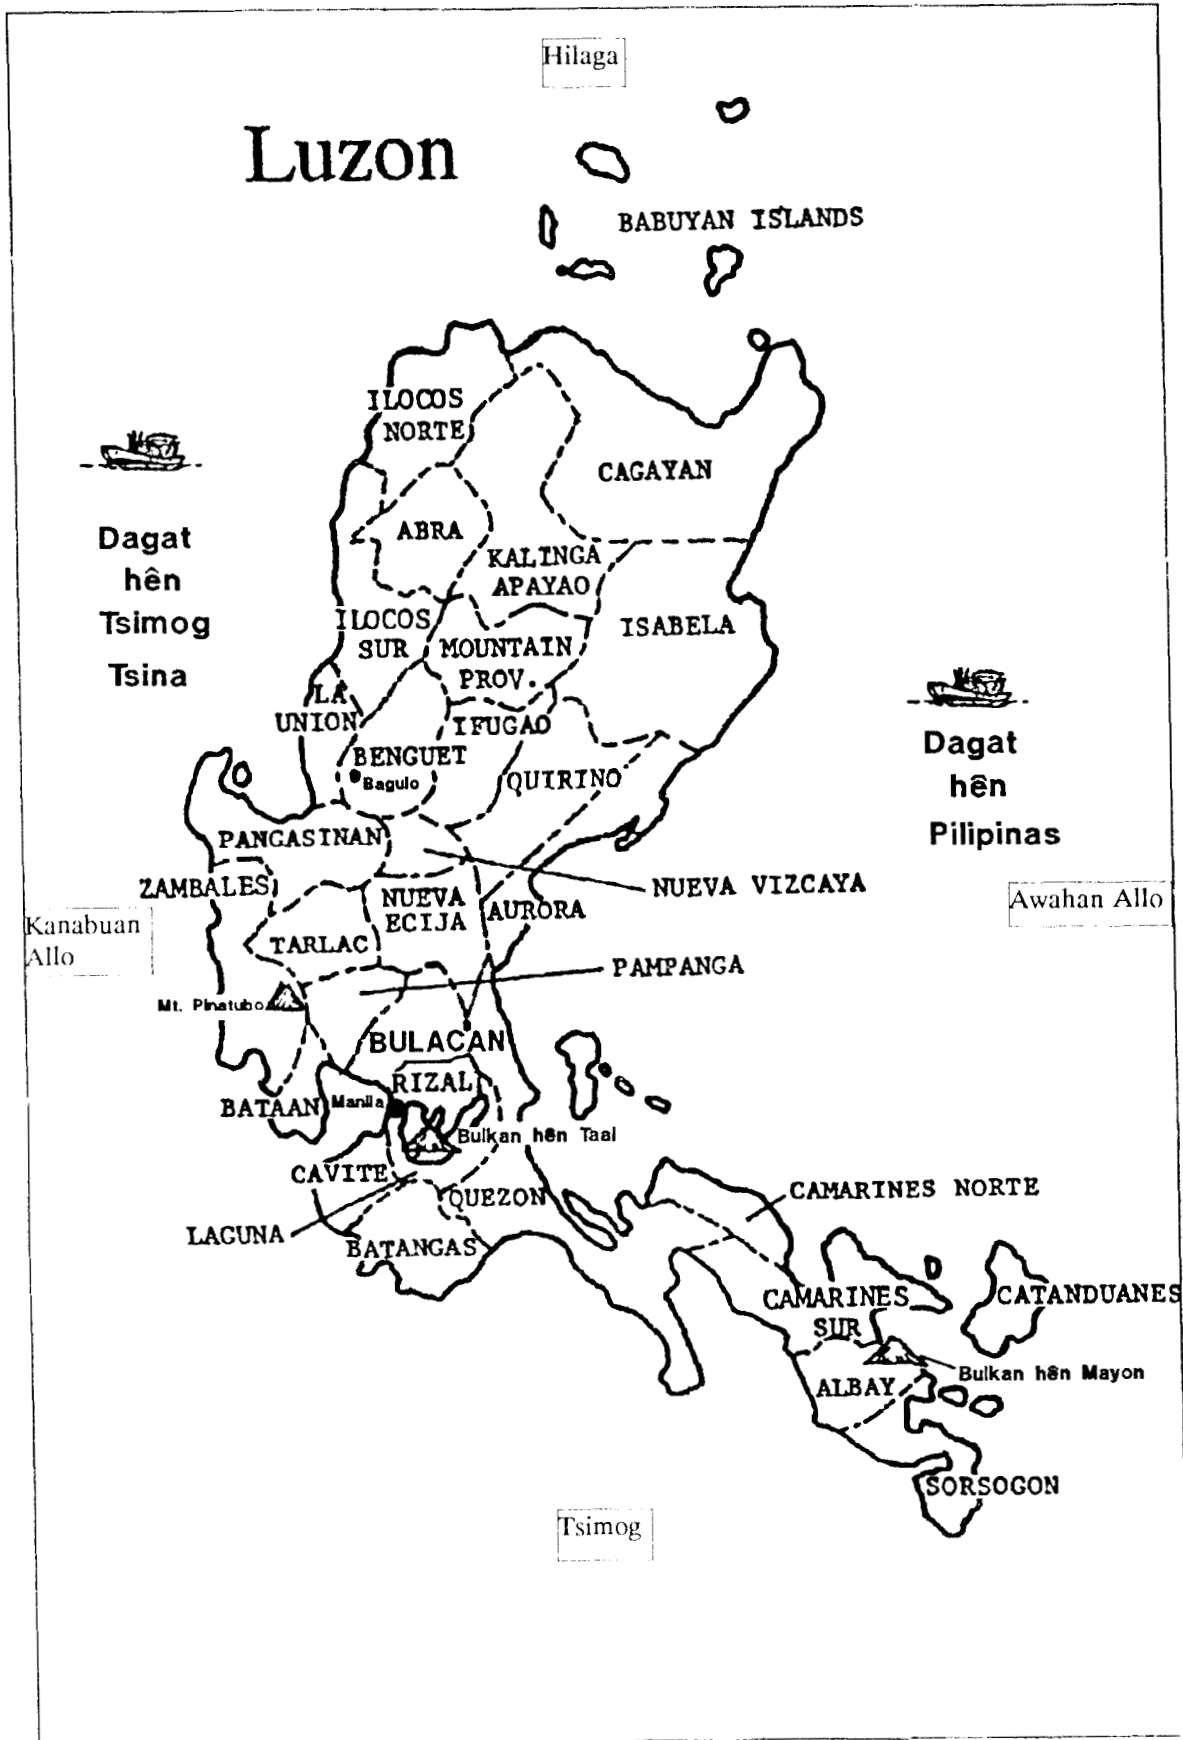 Hilaga
Luzon
BABUYAN ISLANDS
ILOCOS
NORTE
CAGAYAN
ABRA
Dagat
hên
Tsimog
Tsina
KALINGA
APAYAO
ILOCOS
SUR
MOUNTAIN
PROV.
ISABELA
LA
UNION
IFUGAO
BENGUET
Baguio
QUIRINO
Dagat
hên
Pilipinas
PANGASINAN
ZAMBALES
NUEVA
ECIJA
NUEVA VIZCAYA
AURORA
Awahan Allo
Kanabuan
Allo
TARLAC
PAMPANGA
Mt. Pinatubo
BULACAN
RIZAL
BATAAN
Manila
Bulkan hên Taal
CAVITE
QUEZON
CAMARINES NORTE
LAGUNA
BATANGAS
CAMARINES
SUR
CATANDUANES
Bulkan hên Mayon
ALBAY
SORSOGON
Tsimog